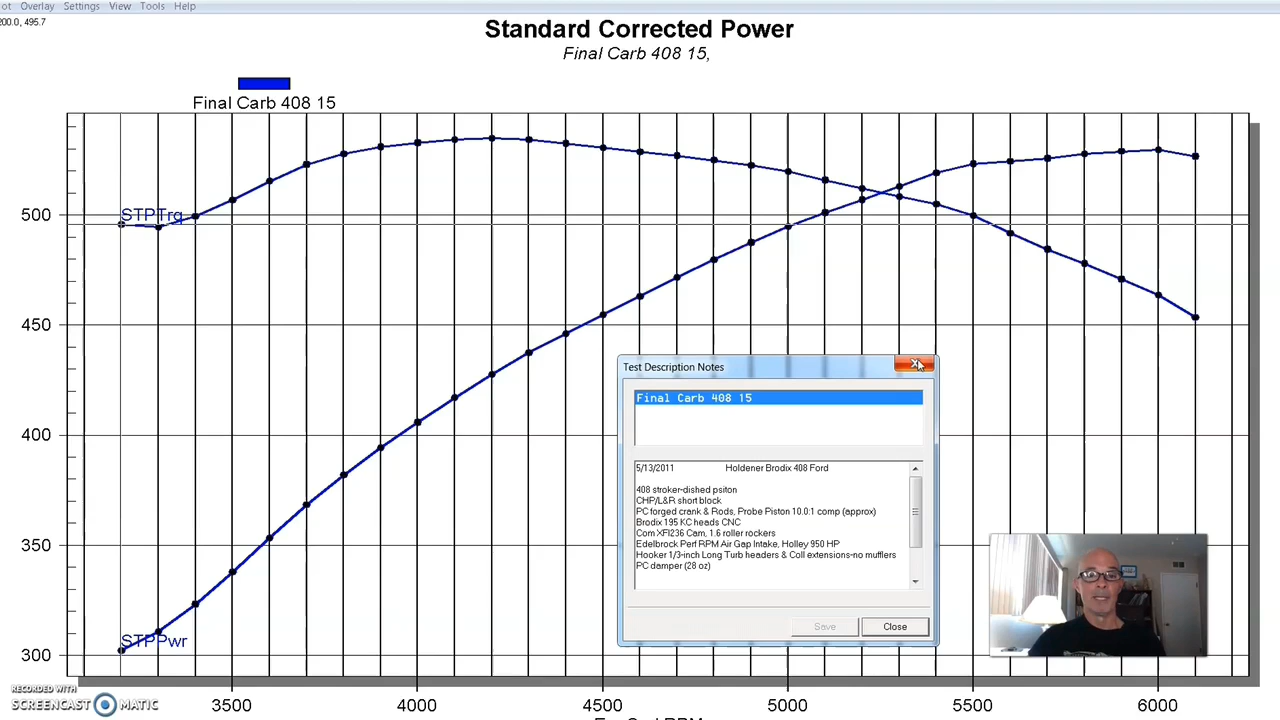 ot Overlay Settings View Tools Help
200.0, 495.7
Standard Corrected Power
Final Carb 408 15,
Final Carb 408 15
STPTrq
500
450
400
350
300
STPPwr
Test Description Notes
Final Carb 408 15
5/13/2011 Holdener Brodix 408 Ford
408 stroker-dished psiton
CHP/L&R short block
PC forged crank & Rods, Probe Piston 10.0:1 comp (approx)
Brodix 195 KC heads CNC
Com XFI236 Cam, 1.6 roller rockers
Edelbrock Perf RPM Air Gap Intake, Holley 950 HP
Hooker 1/3-inch Long Turb headers & Coll extensions-no mufflers
PC damper (28 oz)
Save Close
3500 4000 4500 5000 5500 6000
RECORDED WITH
SCREENCAST MATIC